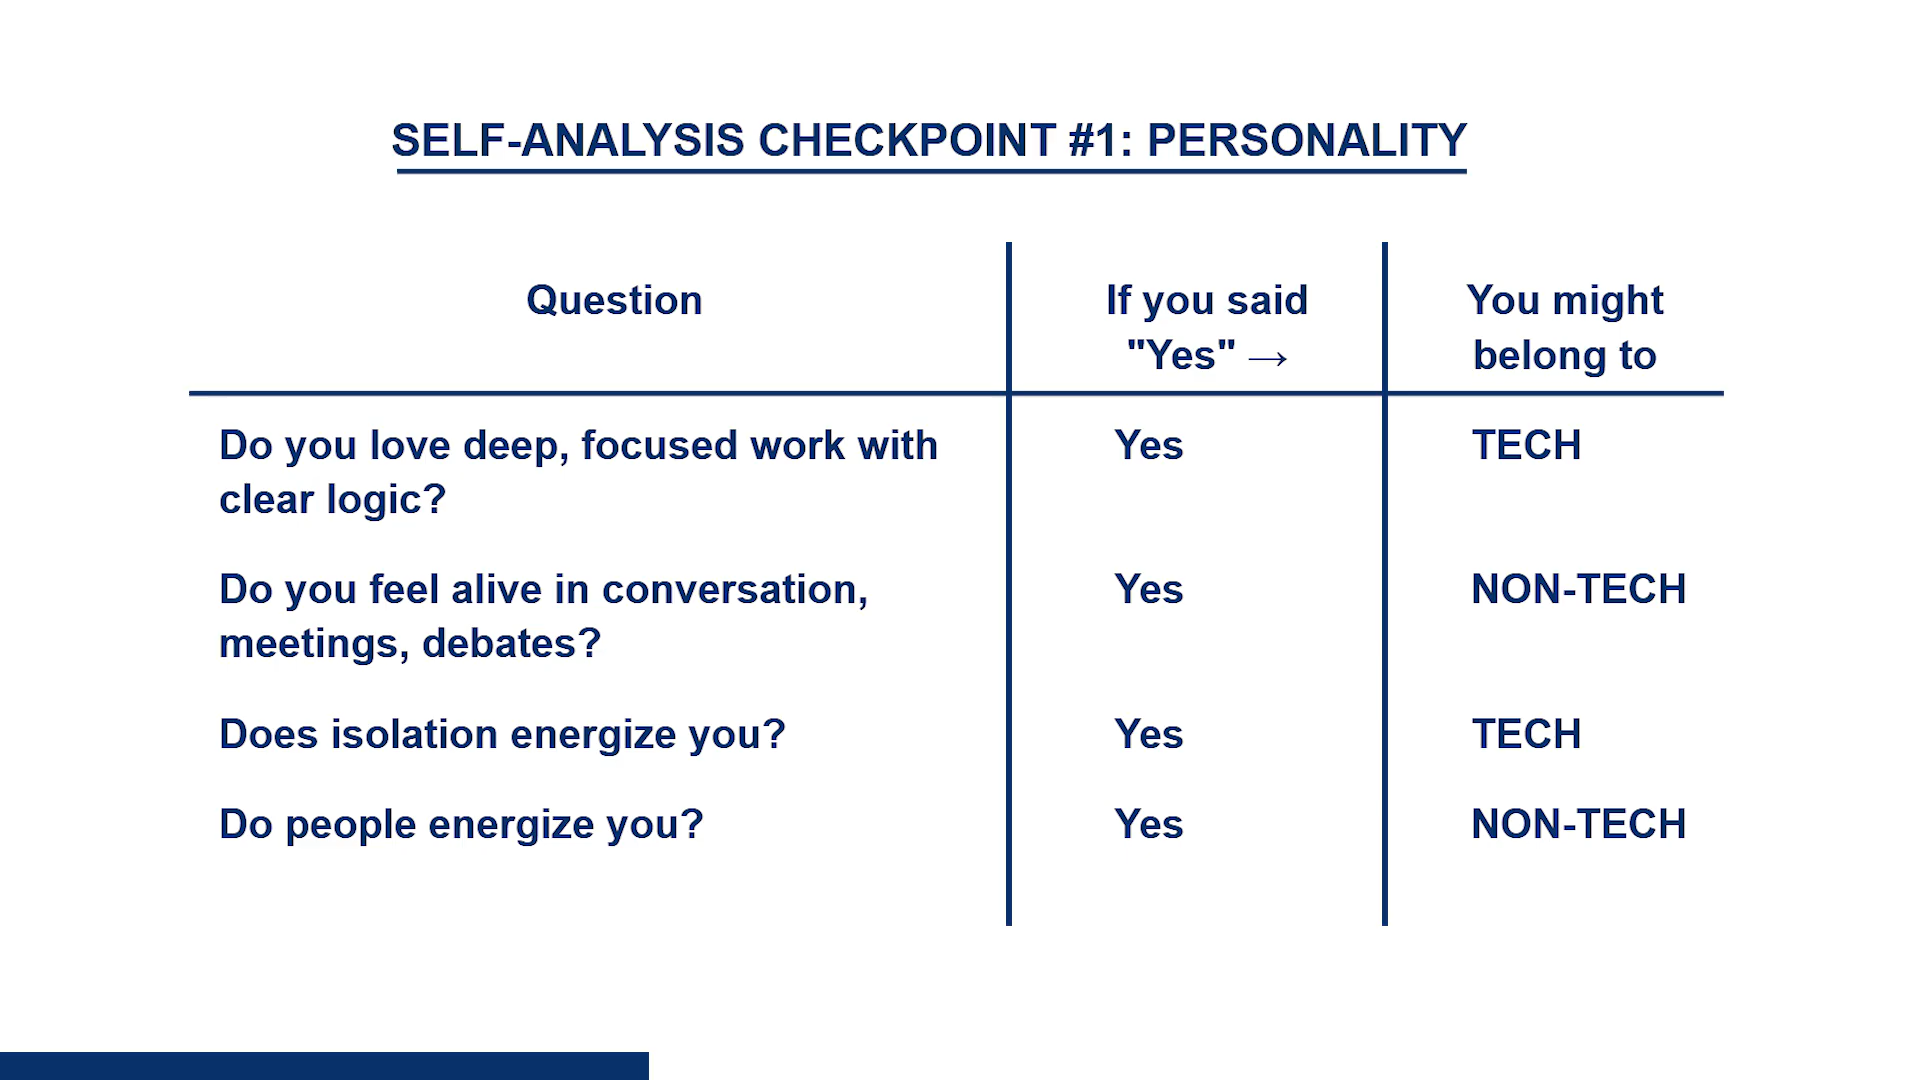 SELF-ANALYSIS CHECKPOINT #1: PERSONALITY
Question
If you said
"Yes" →
You might
belong to
Do you love deep, focused work with
clear logic?
Yes
TECH
Do you feel alive in conversation,
meetings, debates?
Yes
NON-TECH
Does isolation energize you?
Yes
TECH
Do people energize you?
Yes
NON-TECH